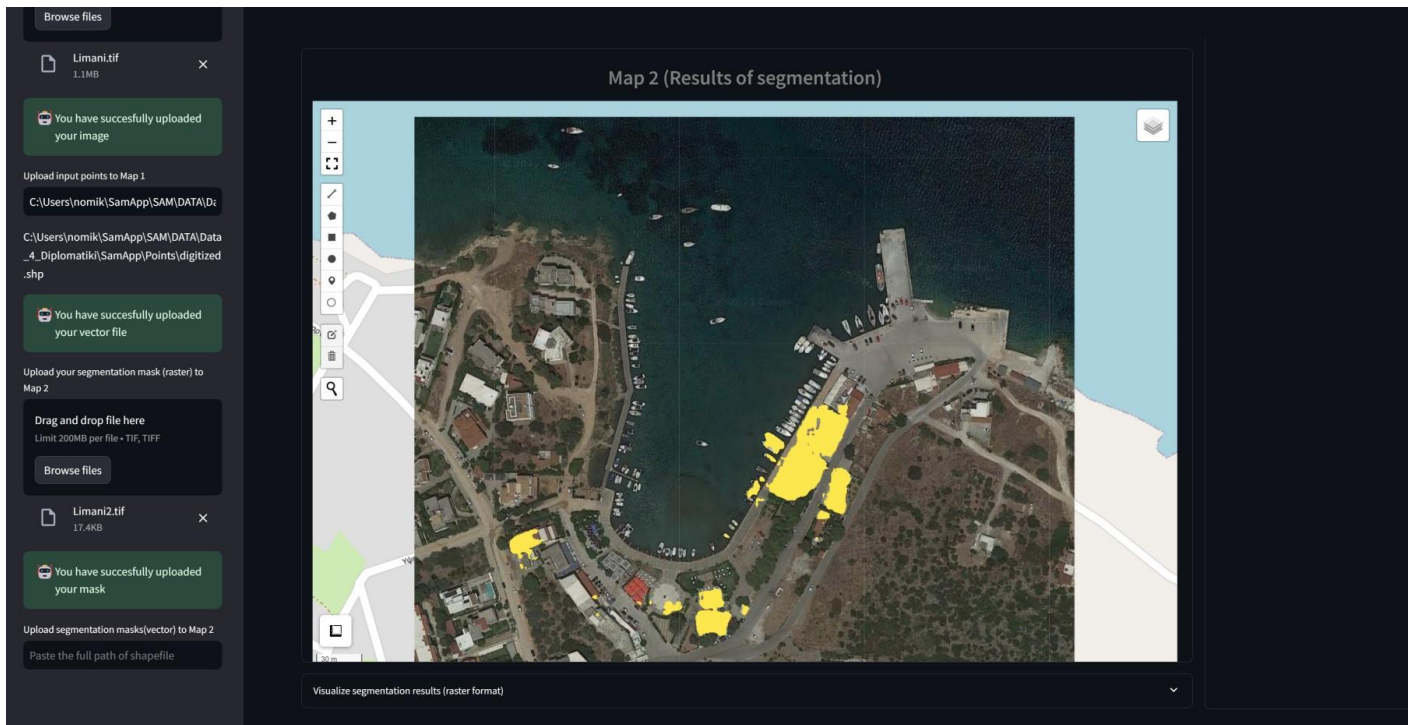 Browse files
Limani.tif
1.1MB
You have succesfully uploaded
your image
Upload input points to Map 1
C:\Users\nomik\SamApp\SAM\DATA\Da
C:\Users\nomik\SamApp\SAM\DATA\Data
_4_Diplomatiki\SamApp\Points\digitized
.shp
You have succesfully uploaded
your vector file
Upload your segmentation mask (raster) to
Map 2
Drag and drop file here
Limit 200MB per file • TIF, TIFF
Browse files
Limani2.tif
17.4KB
You have succesfully uploaded
your mask
Upload segmentation masks(vector) to Map 2
Paste the full path of shapefile
Map 2 (Results of segmentation)
+
−
30 m
Visualize segmentation results (raster format)